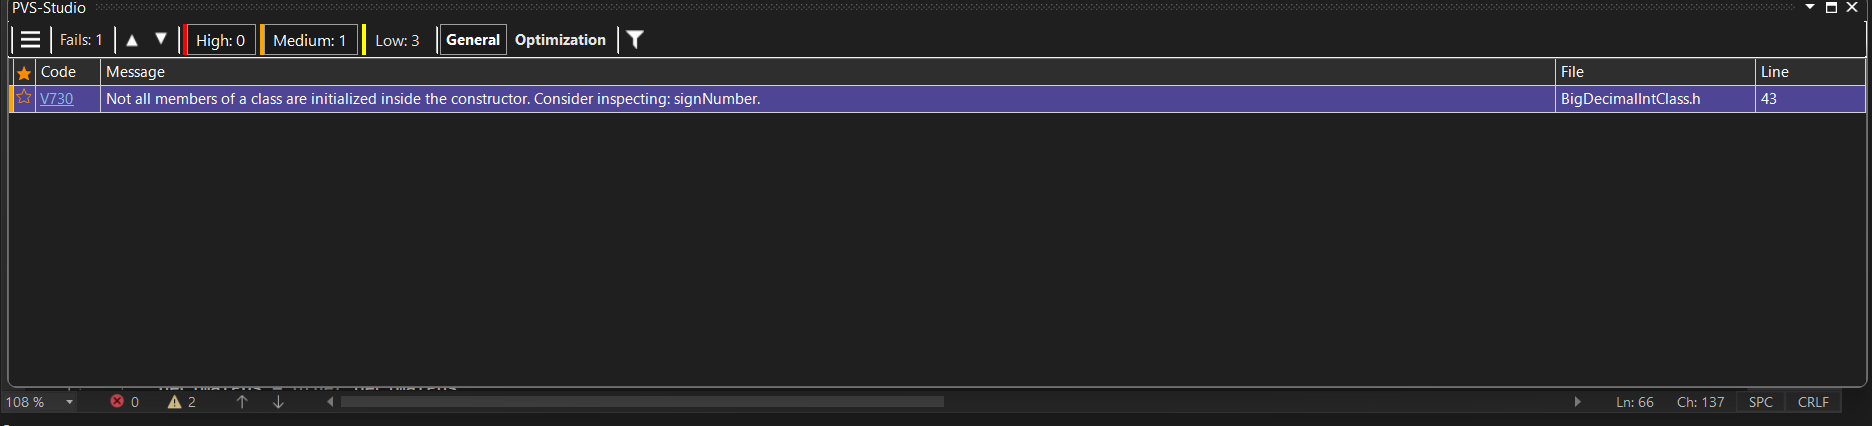 PVS-Studio
Fails: 1 High: 0 Medium: 1 Low: 3 General Optimization
Code Message File Line
V730 Not all members of a class are initialized inside the constructor. Consider inspecting: signNumber. BigDecimalIntClass.h 43
108 % 0 2 Ln: 66 Ch: 137 SPC CRLF